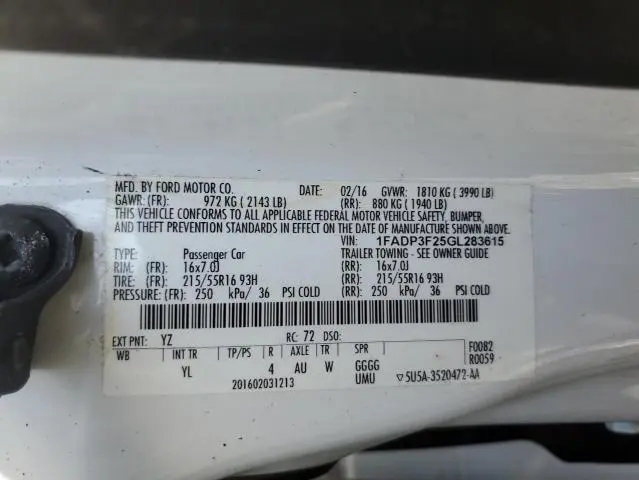 MFD. BY FORD MOTOR CO. DATE: 02/16 GVWR: 1810 KG ( 3990 LB)
GAWR: (FR): 972 KG ( 2143 LB) (RR): 880 KG ( 1940 LB)
THIS VEHICLE CONFORMS TO ALL APPLICABLE FEDERAL MOTOR VEHICLE SAFETY, BUMPER,
AND THEFT PREVENTION STANDARDS IN EFFECT ON THE DATE OF MANUFACTURE SHOWN ABOVE.
VIN: 1FADP3F25GL283615
TYPE: Passenger Car TRAILER TOWING - SEE OWNER GUIDE
RIM: (FR) 16x7.0J (RR): 16x7.0J
TIRE: (FR): 215/55R16 93H (RR): 215/55R16 93H
PRESSURE: (FR): 250 kPa/ 36 PSI COLD (RR): 250 kPa/ 36 PSI COLD
EXT PNT: YZ RC: 72 DSO: F0082
WB INT TR TP/PS R AXLE TR SPR R0059
YL 4 AU W GGGG
201602031213 UMU ▽5U5A-3520472-AA